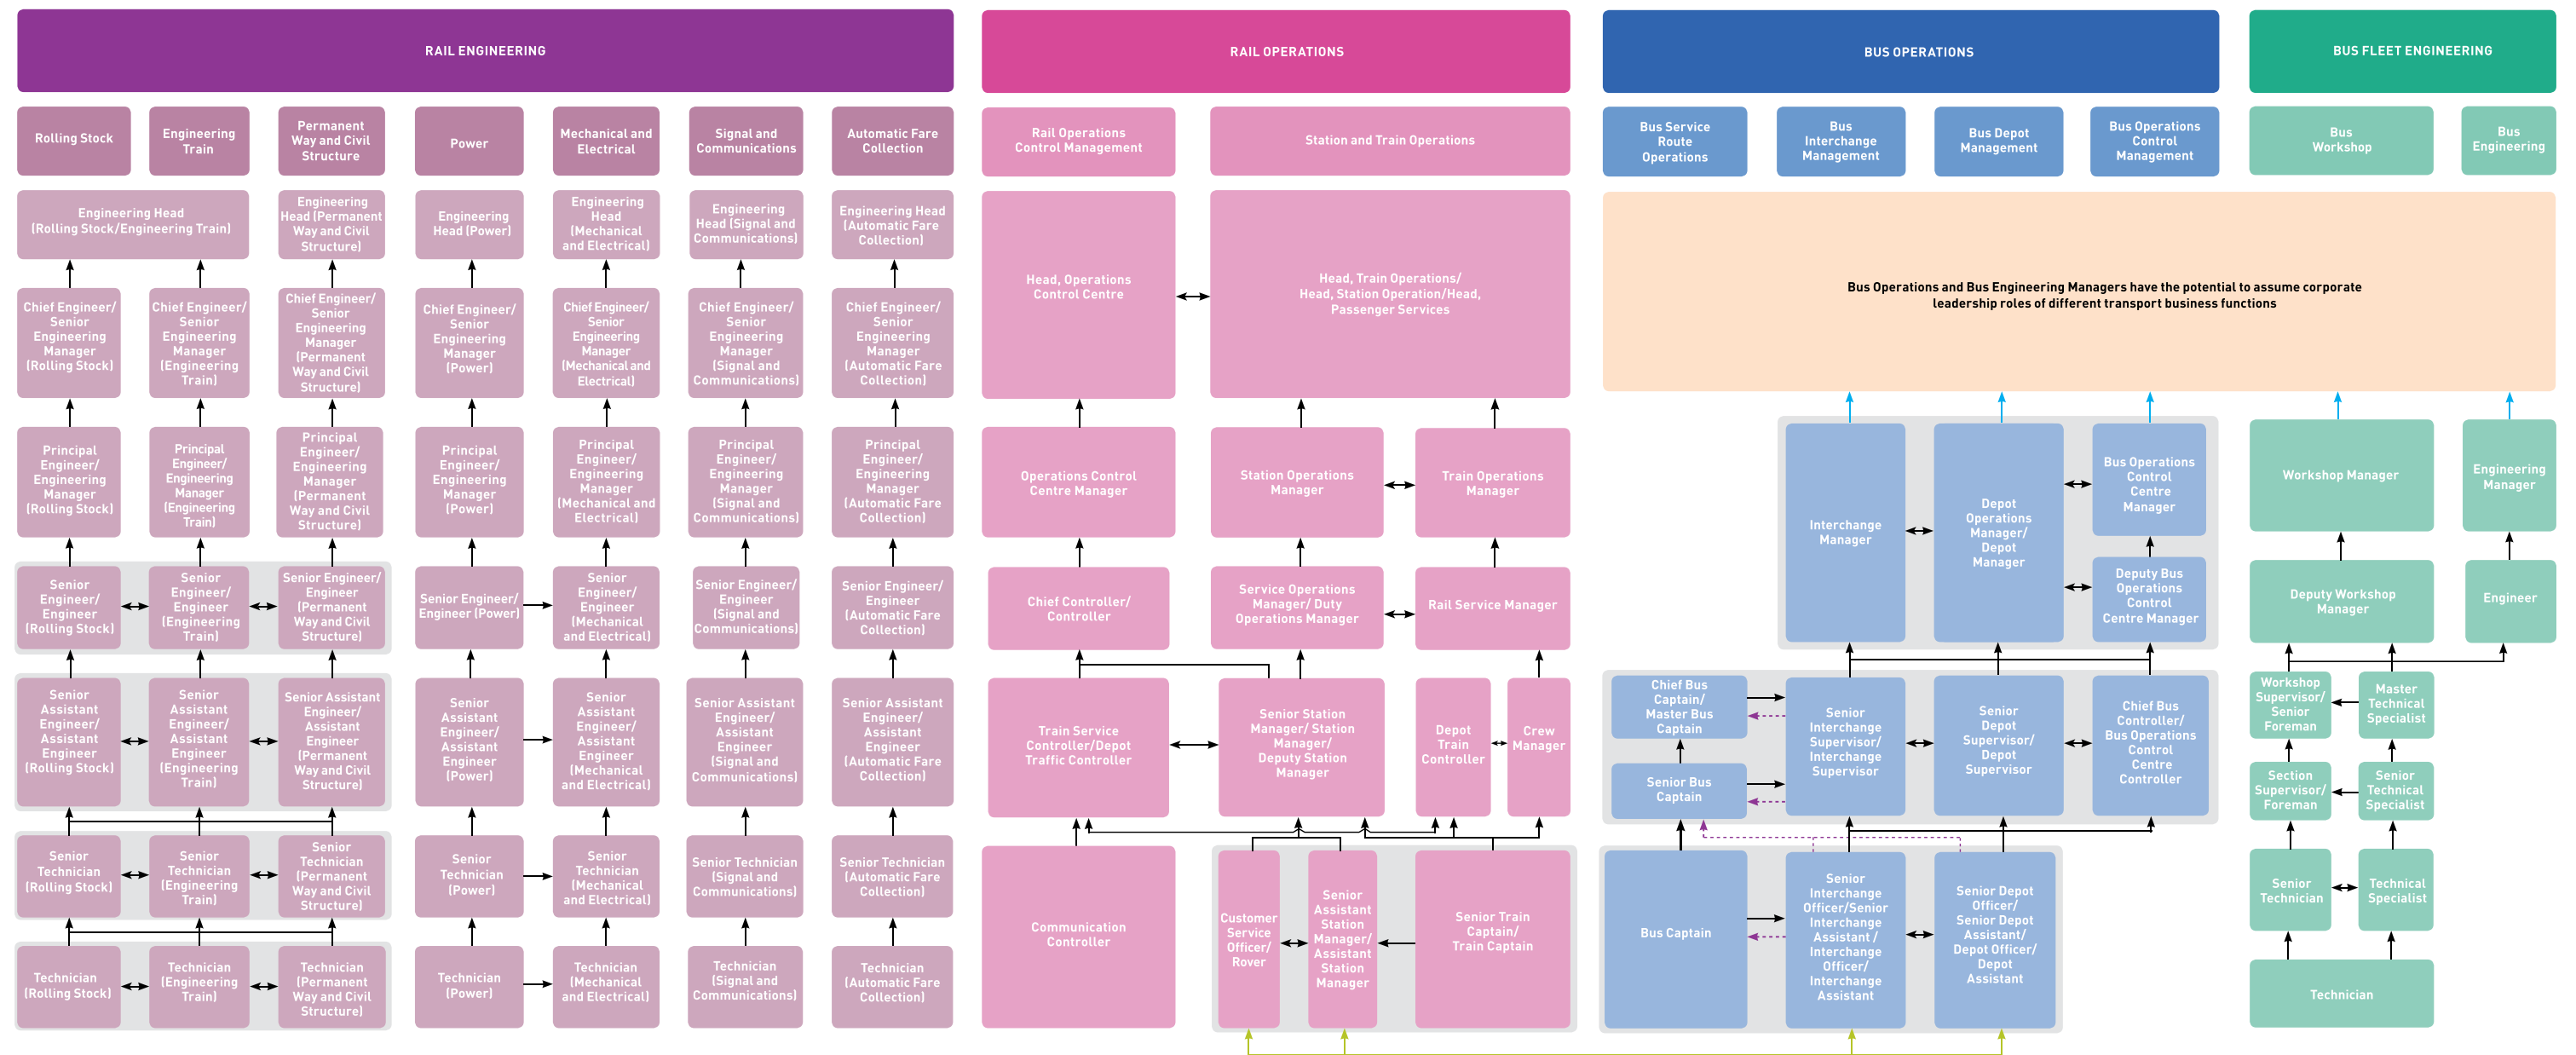 RAIL ENGINEERING
RAIL OPERATIONS
BUS OPERATIONS
BUS FLEET ENGINEERING
Rolling Stock
Engineering
Train
Permanent
Way and Civil
Structure
Power
Mechanical and
Electrical
Signal and
Communications
Automatic Fare
Collection
Rail Operations
Control Management
Station and Train Operations
Bus Service
Route
Operations
Bus
Interchange
Management
Bus Depot
Management
Bus Operations
Control
Management
Bus
Workshop
Bus
Engineering
Engineering Head
(Rolling Stock/Engineering Train)
Engineering
Head (Permanent
Way and Civil
Structure)
Engineering
Head (Power)
Engineering
Head
(Mechanical
and Electrical)
Engineering
Head (Signal and
Communications)
Engineering Head
(Automatic Fare
Collection)
Head, Operations
Control Centre
Head, Train Operations/
Head, Station Operation/Head,
Passenger Services
Bus Operations and Bus Engineering Managers have the potential to assume corporate
leadership roles of different transport business functions
Chief Engineer/
Senior
Engineering
Manager
(Rolling Stock)
Chief Engineer/
Senior
Engineering
Manager
(Engineering
Train)
Chief Engineer/
Senior
Engineering
Manager
(Permanent
Way and Civil
Structure)
Chief Engineer/
Senior
Engineering
Manager
(Power)
Chief Engineer/
Senior
Engineering
Manager
(Mechanical and
Electrical)
Chief Engineer/
Senior
Engineering
Manager
(Signal and
Communications)
Chief Engineer/
Senior
Engineering
Manager
(Automatic Fare
Collection)
Principal
Engineer/
Engineering
Manager
(Rolling Stock)
Principal
Engineer/
Engineering
Manager
(Engineering
Train)
Principal
Engineer/
Engineering
Manager
(Permanent
Way and Civil
Structure)
Principal
Engineer/
Engineering
Manager
(Power)
Principal
Engineer/
Engineering
Manager
(Mechanical and
Electrical)
Principal
Engineer/
Engineering
Manager
(Signal and
Communications)
Principal
Engineer/
Engineering
Manager
(Automatic Fare
Collection)
Operations Control
Centre Manager
Station Operations
Manager
Train Operations
Manager
Interchange
Manager
Depot
Operations
Manager/
Depot
Manager
Bus Operations
Control
Centre
Manager
Workshop Manager
Engineering
Manager
Senior
Engineer/
Engineer
(Rolling Stock)
Senior
Engineer/
Engineer
(Engineering
Train)
Senior Engineer/
Engineer
(Permanent
Way and Civil
Structure)
Senior Engineer/
Engineer (Power)
Senior
Engineer/
Engineer
(Mechanical
and Electrical)
Senior Engineer/
Engineer
(Signal and
Communications)
Senior Engineer/
Engineer
(Automatic Fare
Collection)
Chief Controller/
Controller
Service Operations
Manager/ Duty
Operations Manager
Rail Service Manager
Deputy Bus
Operations
Control
Centre Manager
Deputy Workshop
Manager
Engineer
Senior
Assistant
Engineer/
Assistant
Engineer
(Rolling Stock)
Senior
Assistant
Engineer/
Assistant
Engineer
(Engineering
Train)
Senior Assistant
Engineer/
Assistant
Engineer
(Permanent
Way and Civil
Structure)
Senior
Assistant
Engineer/
Assistant
Engineer
(Power)
Senior
Assistant
Engineer/
Assistant
Engineer
(Mechanical
and Electrical)
Senior Assistant
Engineer/
Assistant
Engineer
(Signal and
Communications)
Senior Assistant
Engineer/
Assistant
Engineer
(Automatic Fare
Collection)
Train Service
Controller/Depot
Traffic Controller
Senior Station
Manager/ Station
Manager/
Deputy Station
Manager
Depot
Train
Controller
Crew
Manager
Chief Bus
Captain/
Master Bus
Captain
Senior Bus
Captain
Senior
Interchange
Supervisor/
Interchange
Supervisor
Senior
Depot
Supervisor/
Depot
Supervisor
Chief Bus
Controller/
Bus Operations
Control
Centre
Controller
Workshop
Supervisor/
Senior
Foreman
Master
Technical
Specialist
Section
Supervisor/
Foreman
Senior
Technical
Specialist
Senior
Technician
(Rolling Stock)
Senior
Technician
(Engineering
Train)
Senior
Technician
(Permanent
Way and Civil
Structure)
Senior
Technician
(Power)
Senior
Technician
(Mechanical
and Electrical)
Senior Technician
(Signal and
Communications)
Senior Technician
(Automatic Fare
Collection)
Communication
Controller
Customer
Service
Officer/
Rover
Senior
Assistant
Station
Manager/
Assistant
Station
Manager
Senior Train
Captain/
Train Captain
Bus Captain
Senior
Interchange
Officer/Senior
Interchange
Assistant /
Interchange
Officer/
Interchange
Assistant
Senior Depot
Officer/
Senior Depot
Assistant/
Depot Officer/
Depot
Assistant
Senior
Technician
Technical
Specialist
Technician
(Rolling Stock)
Technician
(Engineering
Train)
Technician
(Permanent
Way and Civil
Structure)
Technician
(Power)
Technician
(Mechanical
and Electrical)
Technician
(Signal and
Communications)
Technician
(Automatic Fare
Collection)
Technician